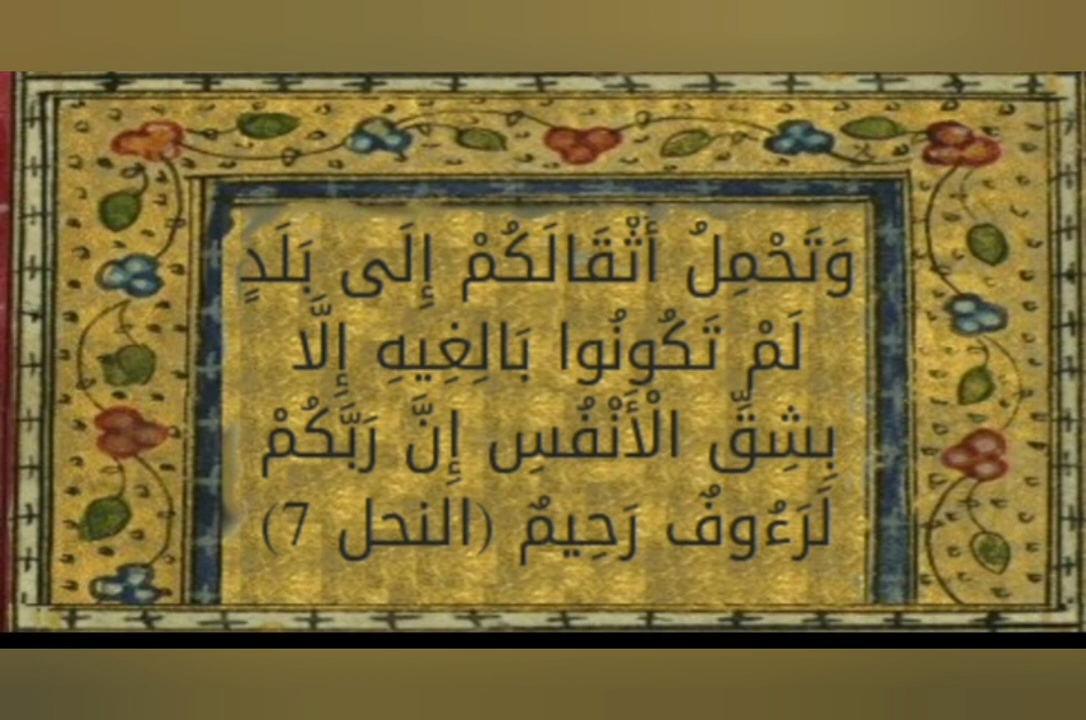 وَتَحْمِلُ أَثْقَالَكُمْ إِلَى بَلَدٍ
لَمْ تَكُونُوا بَالِغِيهِ إِلَّا
بِشِقِّ الْأَنْفُسِ إِنَّ رَبَّكُمْ
لَرَءُوفٌ رَحِيمٌ (النحل 7)